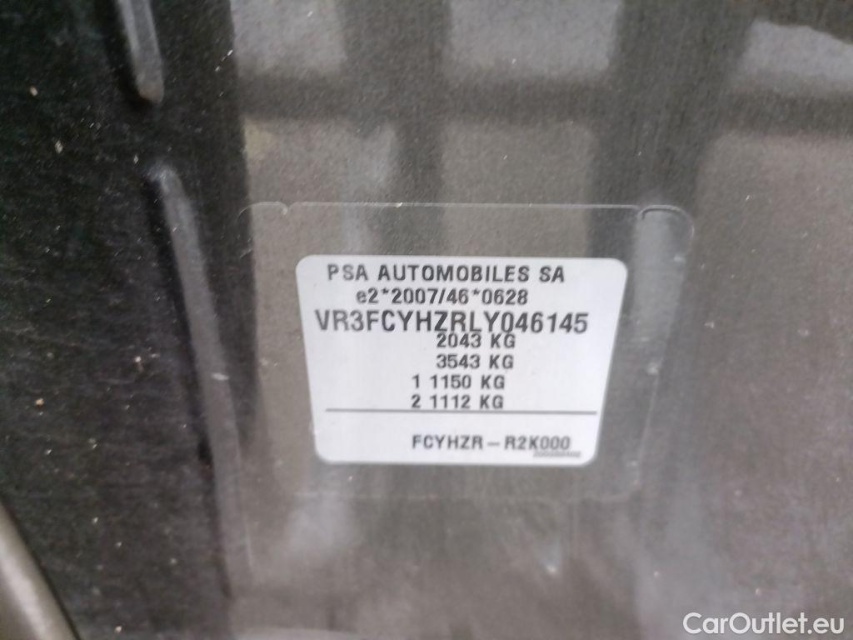 PSA AUTOMOBILES SA
e2*2007/46*0628
VR3FCYHZRLY046145
2043 KG
3543 KG
1 1150 KG
2 1112 KG
FCYHZR – R2K000
CarOutlet.eu